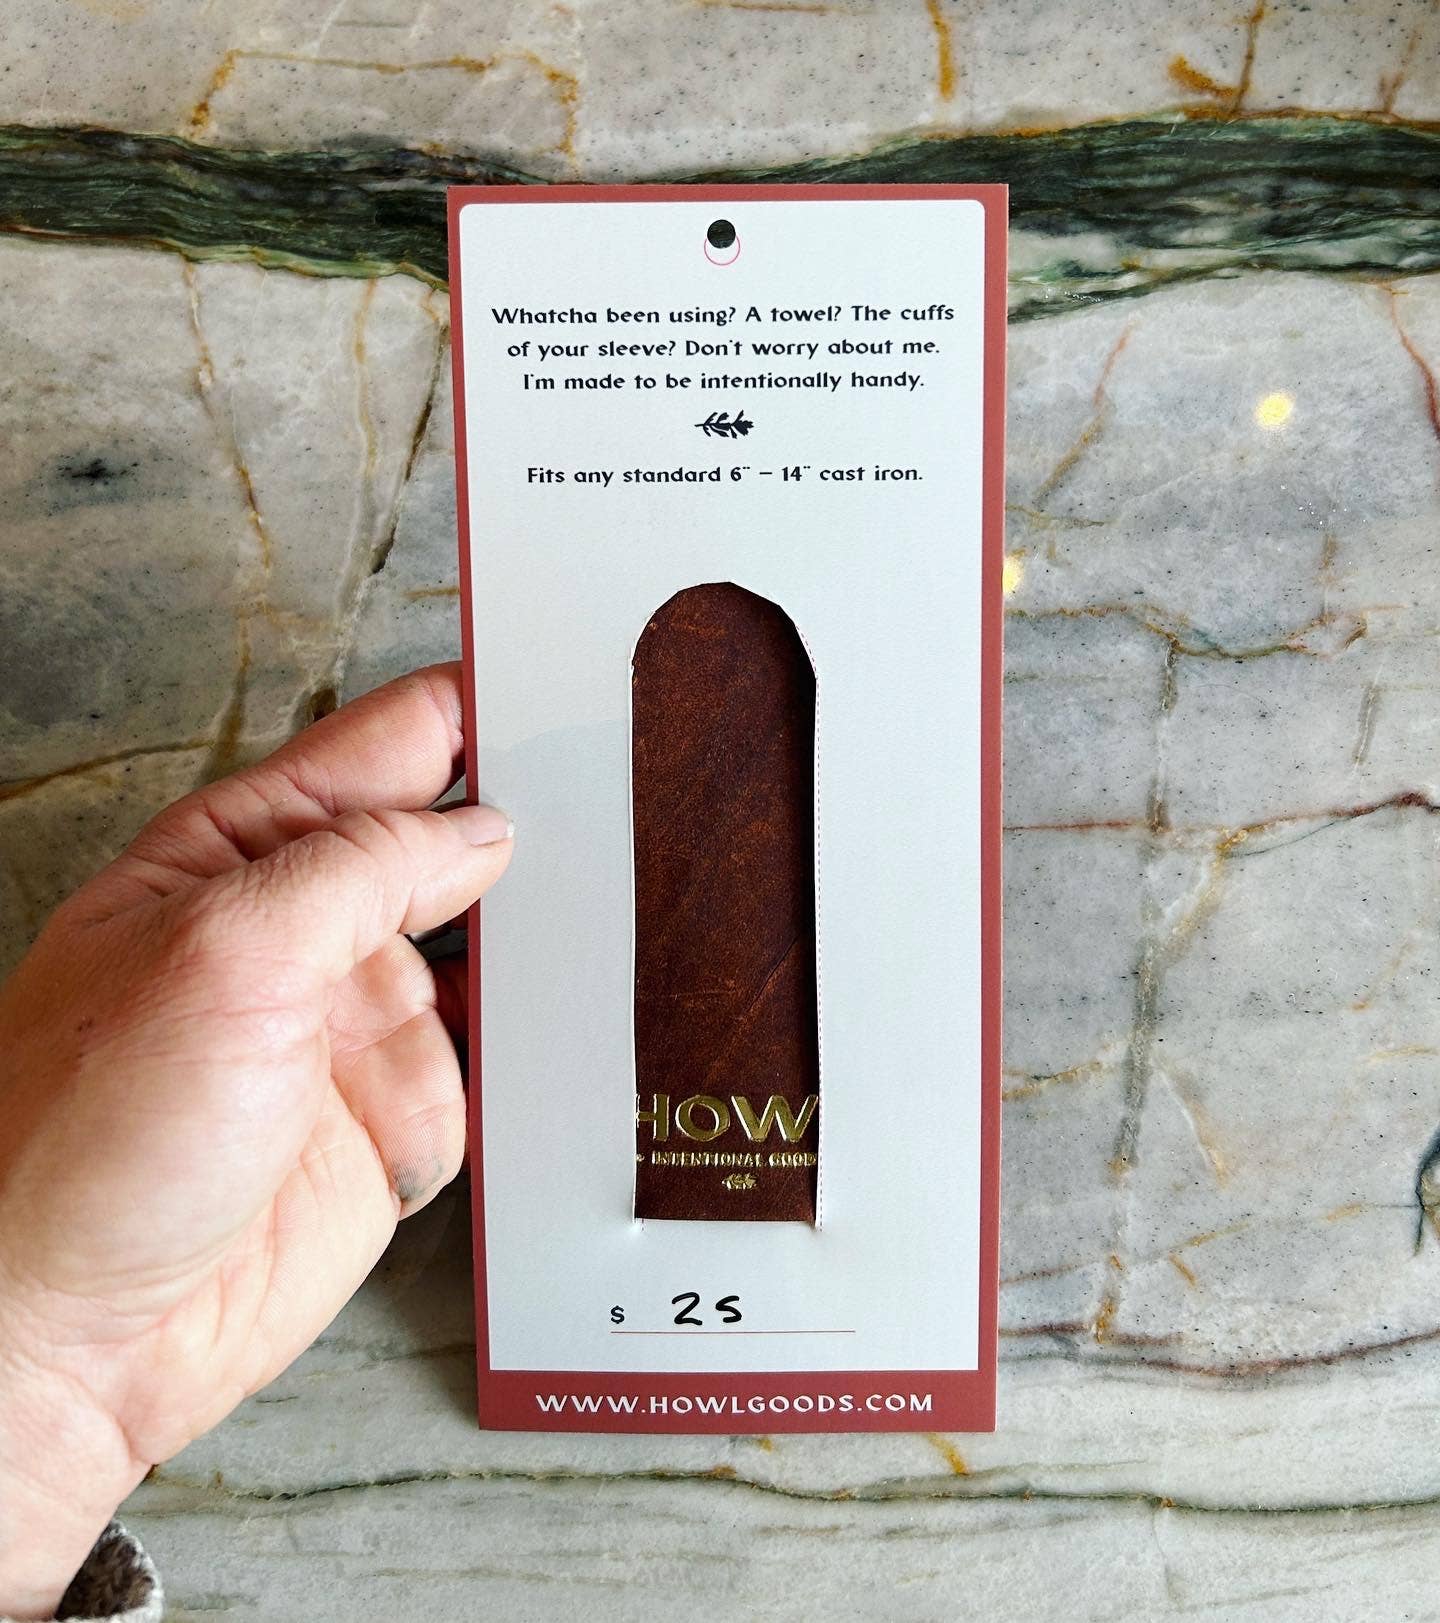 Whatcha been using? A towel? The cuffs
of your sleeve? Don't worry about me.
I'm made to be intentionally handy.
Fits any standard 6" – 14" cast iron.
HOW
INTENTIONAL GOOD
$ 25
WWW.HOWLGOODS.COM